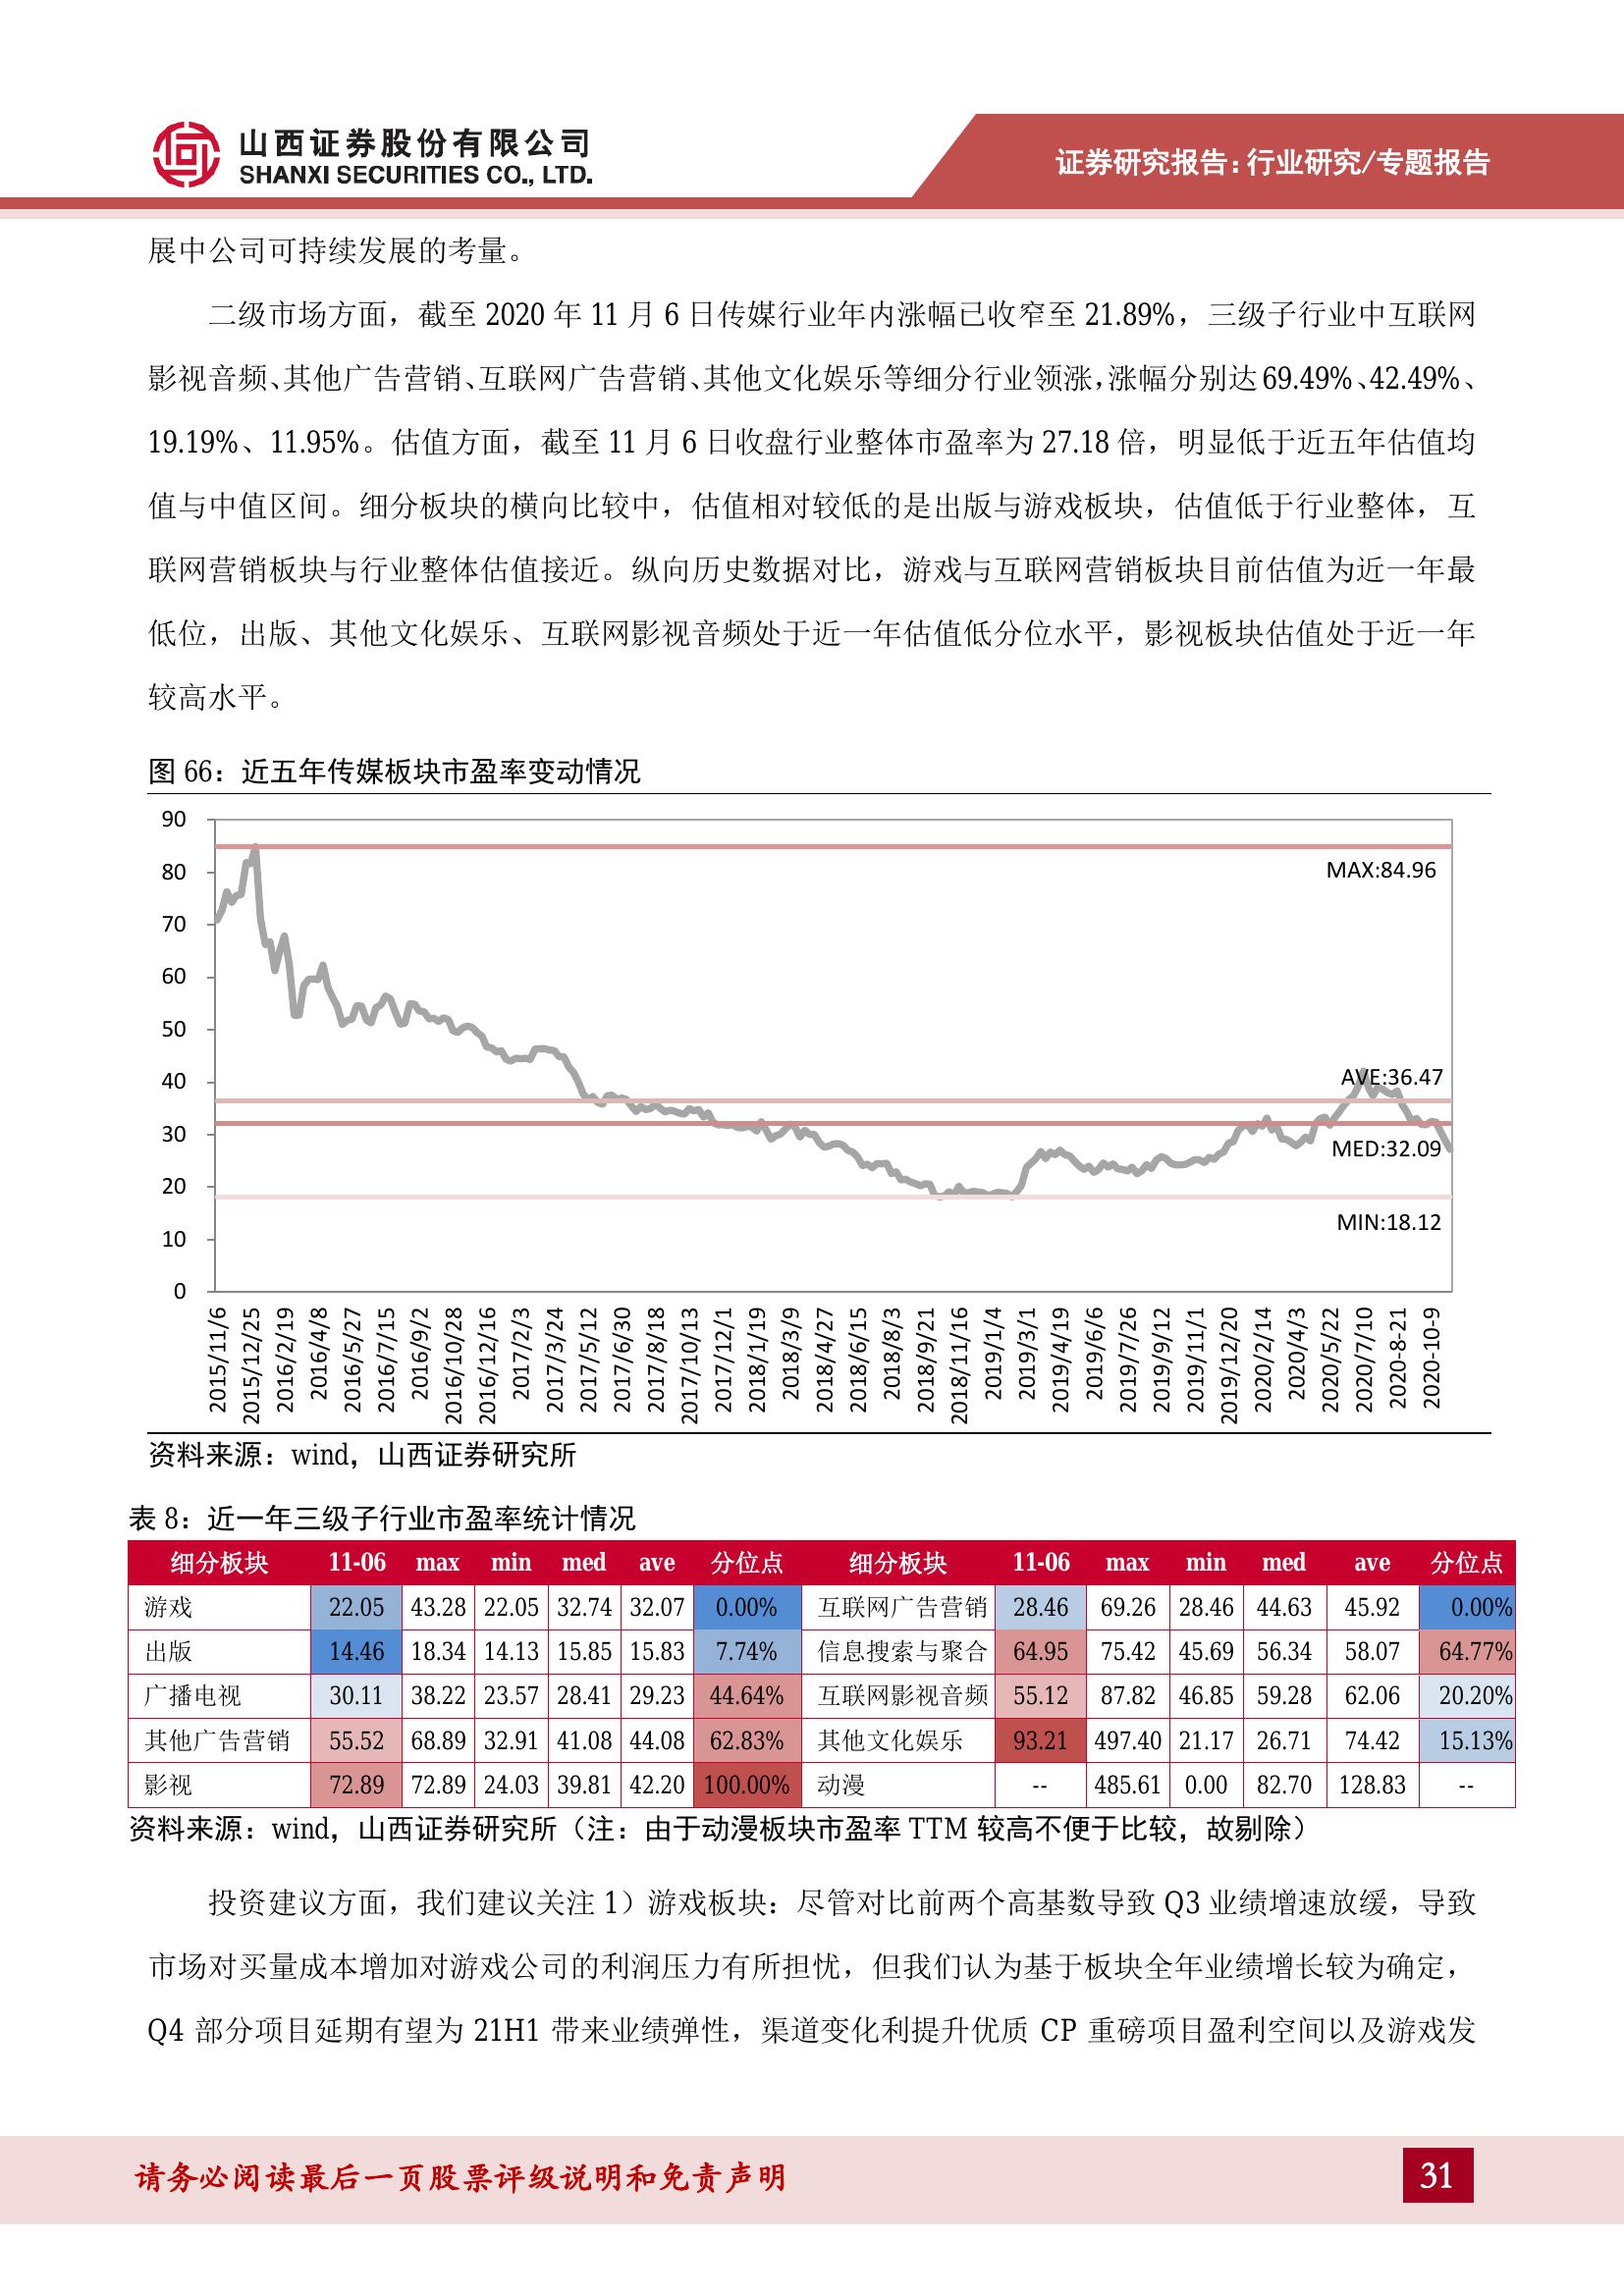 山西证券股份有限公司
SHANXI SECURITIES CO., LTD.
证券研究报告：行业研究/专题报告
展中公司可持续发展的考量。
二级市场方面，截至 2020 年 11 月 6 日传媒行业年内涨幅已收窄至 21.89%，三级子行业中互联网
影视音频、其他广告营销、互联网广告营销、其他文化娱乐等细分行业领涨，涨幅分别达 69.49%、42.49%、
19.19%、11.95%。估值方面，截至 11 月 6 日收盘行业整体市盈率为 27.18 倍，明显低于近五年估值均
值与中值区间。细分板块的横向比较中，估值相对较低的是出版与游戏板块，估值低于行业整体，互
联网营销板块与行业整体估值接近。纵向历史数据对比，游戏与互联网营销板块目前估值为近一年最
低位，出版、其他文化娱乐、互联网影视音频处于近一年估值低分位水平，影视板块估值处于近一年
较高水平。
图 66：近五年传媒板块市盈率变动情况
90
80
70
60
50
40
30
20
10
0
MAX:84.96
AVE:36.47
MED:32.09
MIN:18.12
2015/11/6
2015/12/25
2016/2/19
2016/4/8
2016/5/27
2016/7/15
2016/9/2
2016/10/28
2016/12/16
2017/2/3
2017/3/24
2017/5/12
2017/6/30
2017/8/18
2017/10/13
2017/12/1
2018/1/19
2018/3/9
2018/4/27
2018/6/15
2018/8/3
2018/9/21
2018/11/16
2019/1/4
2019/3/1
2019/4/19
2019/6/6
2019/7/26
2019/9/12
2019/11/1
2019/12/20
2020/2/14
2020/4/3
2020/5/22
2020/7/10
2020-8-21
2020-10-9
资料来源：wind，山西证券研究所
表 8：近一年三级子行业市盈率统计情况
细分板块 11-06 max min med ave 分位点 细分板块 11-06 max min med ave 分位点
游戏 22.05 43.28 22.05 32.74 32.07 0.00% 互联网广告营销 28.46 69.26 28.46 44.63 45.92 0.00%
出版 14.46 18.34 14.13 15.85 15.83 7.74% 信息搜索与聚合 64.95 75.42 45.69 56.34 58.07 64.77%
广播电视 30.11 38.22 23.57 28.41 29.23 44.64% 互联网影视音频 55.12 87.82 46.85 59.28 62.06 20.20%
其他广告营销 55.52 68.89 32.91 41.08 44.08 62.83% 其他文化娱乐 93.21 497.40 21.17 26.71 74.42 15.13%
影视 72.89 72.89 24.03 39.81 42.20 100.00% 动漫 -- 485.61 0.00 82.70 128.83 --
资料来源：wind，山西证券研究所（注：由于动漫板块市盈率 TTM 较高不便于比较，故剔除）
投资建议方面，我们建议关注 1）游戏板块：尽管对比前两个高基数导致 Q3 业绩增速放缓，导致
市场对买量成本增加对游戏公司的利润压力有所担忧，但我们认为基于板块全年业绩增长较为确定，
Q4 部分项目延期有望为 21H1 带来业绩弹性，渠道变化利提升优质 CP 重磅项目盈利空间以及游戏发
请务必阅读最后一页股票评级说明和免责声明
31